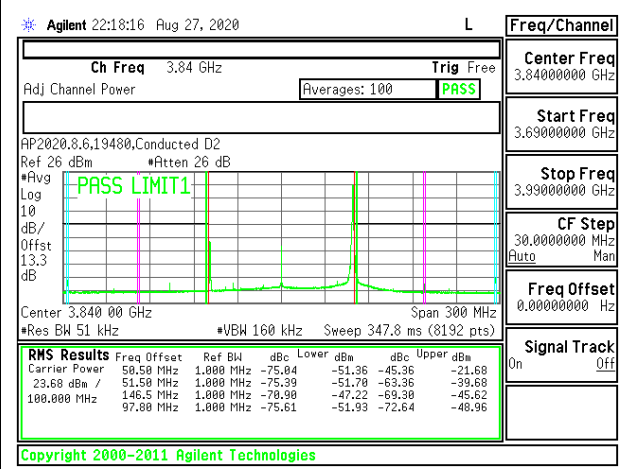 Agilent 22:18:16 Aug 27, 2020 L Freq/Channel
Ch Freq 3.84 GHz Trig Free
Adj Channel Power Averages: 100 PASS
Center Freq
3.84000000 GHz
Start Freq
3.69000000 GHz
Stop Freq
3.99000000 GHz
CF Step
30.0000000 MHz
Auto Man
Freq Offset
0.00000000 Hz
Signal Track
On Off
AP2020.8.6,19480,Conducted D2
Ref 26 dBm #Atten 26 dB
#Avg
Log
10
dB/
Offst
13.3
dB
PASS LIMIT1
Center 3.840 00 GHz Span 300 MHz
#Res BW 51 kHz #VBW 160 kHz Sweep 347.8 ms (8192 pts)
RMS Results Freq Offset Ref BW dBc Lower dBm dBc Upper dBm
Carrier Power 50.50 MHz 1.000 MHz -75.04 -51.36 -45.36 -21.68
23.68 dBm / 51.50 MHz 1.000 MHz -75.39 -51.70 -63.36 -39.68
100.000 MHz 146.5 MHz 1.000 MHz -70.90 -47.22 -69.30 -45.62
97.80 MHz 1.000 MHz -75.61 -51.93 -72.64 -48.96
Copyright 2000-2011 Agilent Technologies